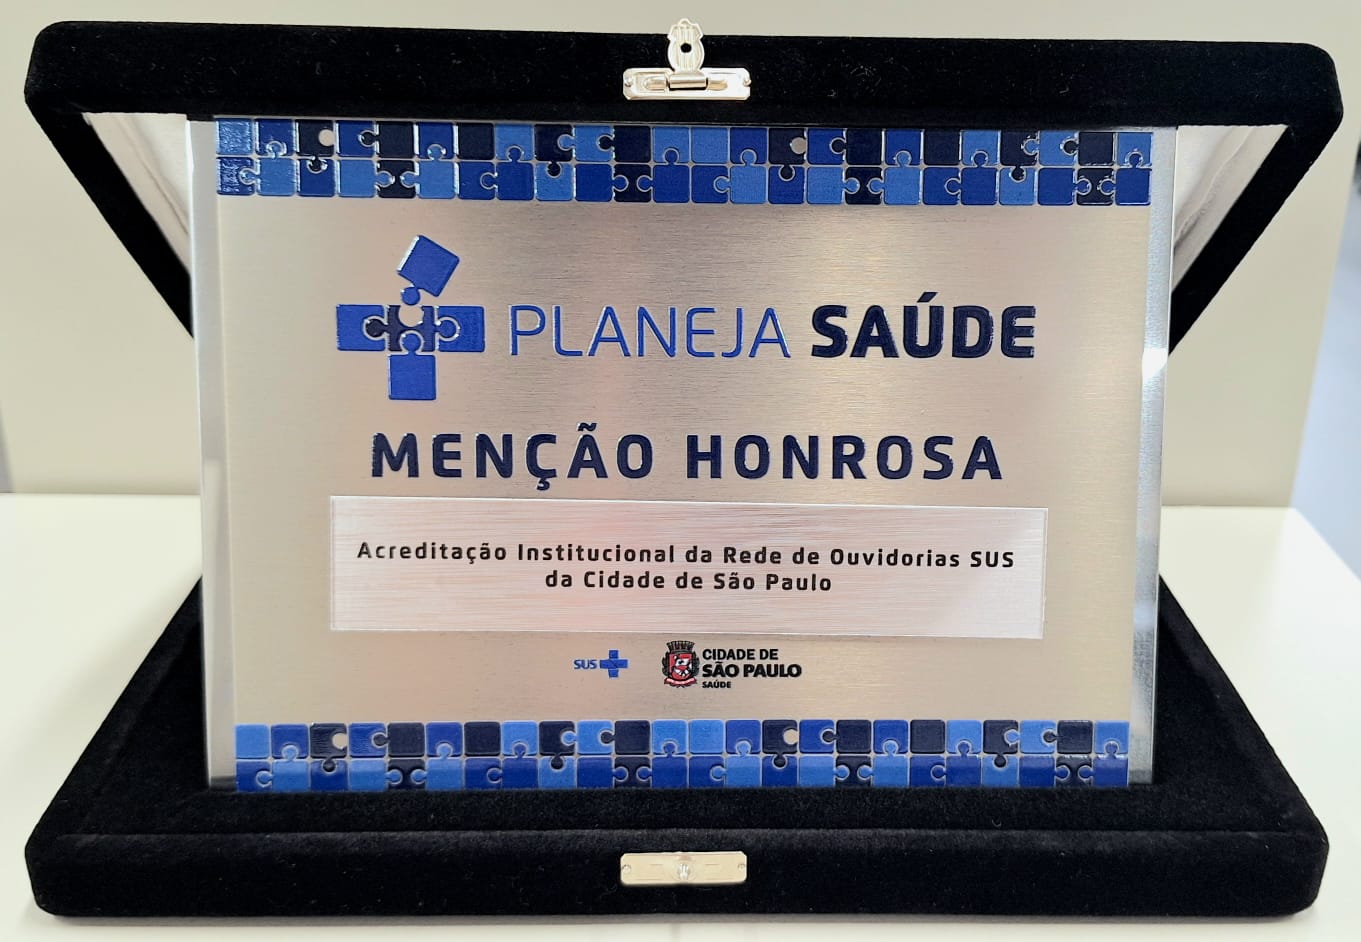 PLANEJA SAÚDE
MENÇÃO HONROSA
Acreditação Institucional da Rede de Ouvidorias SUS
da Cidade de São Paulo
SUS
CIDADE DE
SÃO PAULO
SAÚDE